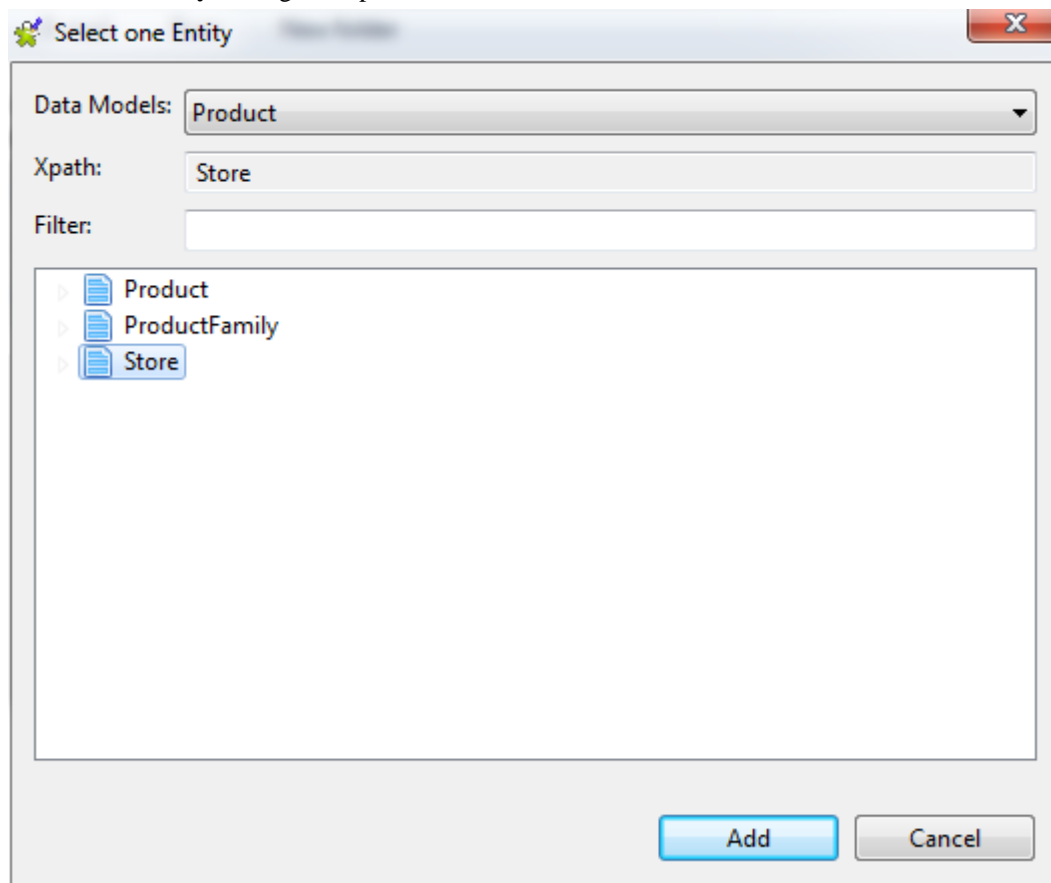 Select one Entity
Data Models: Product
Xpath: Store
Filter:
Product
ProductFamily
Store
Add Cancel